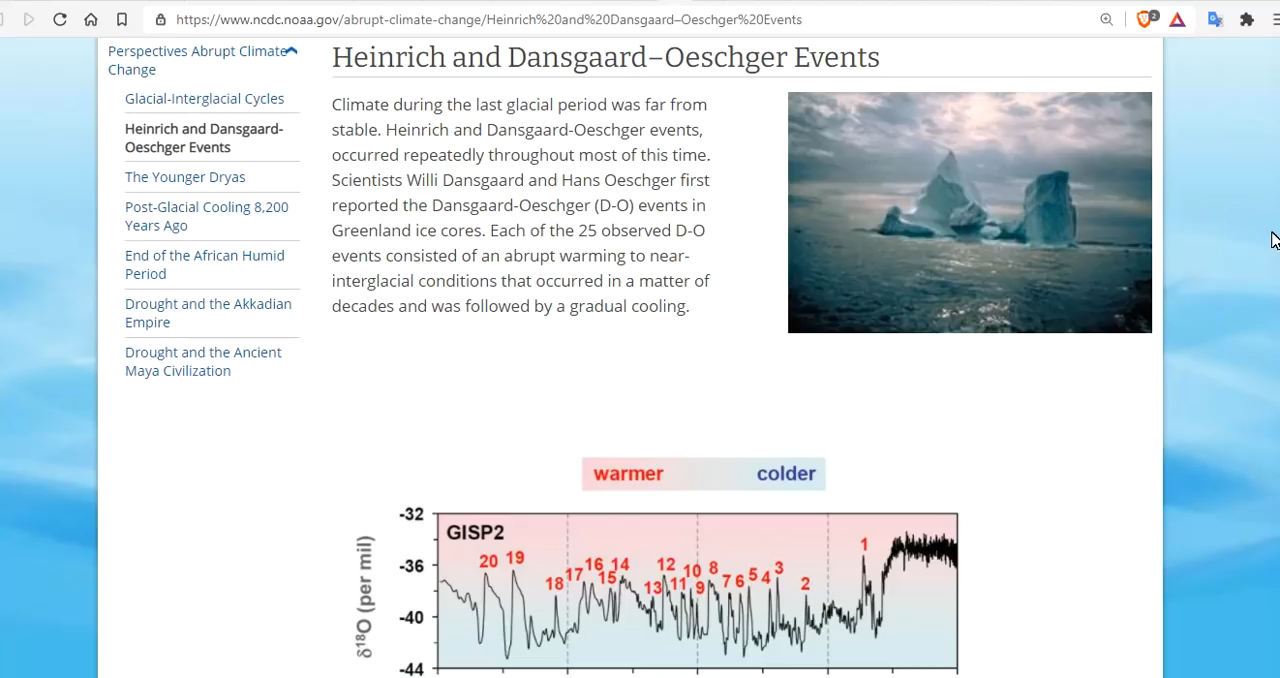 https://www.ncdc.noaa.gov/abrupt-climate-change/Heinrich%20and%20Dansgaard–Oeschger%20Events
2
Perspectives Abrupt Climate
Change
Glacial-Interglacial Cycles
Heinrich and Dansgaard-
Oeschger Events
The Younger Dryas
Post-Glacial Cooling 8,200
Years Ago
End of the African Humid
Period
Drought and the Akkadian
Empire
Drought and the Ancient
Maya Civilization
Heinrich and Dansgaard–Oeschger Events
Climate during the last glacial period was far from
stable. Heinrich and Dansgaard-Oeschger events,
occurred repeatedly throughout most of this time.
Scientists Willi Dansgaard and Hans Oeschger first
reported the Dansgaard-Oeschger (D-O) events in
Greenland ice cores. Each of the 25 observed D-O
events consisted of an abrupt warming to near-
interglacial conditions that occurred in a matter of
decades and was followed by a gradual cooling.
warmer colder
GISP2
δ18O (per mil)
-32
-36
-40
-44
20 19 18 17 16 15 14 13 12 11 10 9 8 7 6 5 4 3 2 1